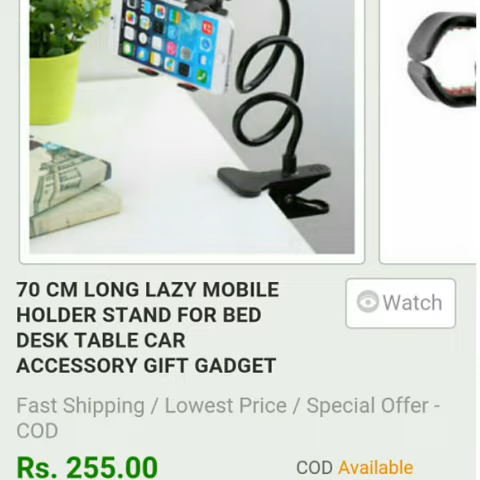 70 CM LONG LAZY MOBILE
HOLDER STAND FOR BED
DESK TABLE CAR
ACCESSORY GIFT GADGET
Watch
Fast Shipping / Lowest Price / Special Offer -
COD
Rs. 255.00
COD Available